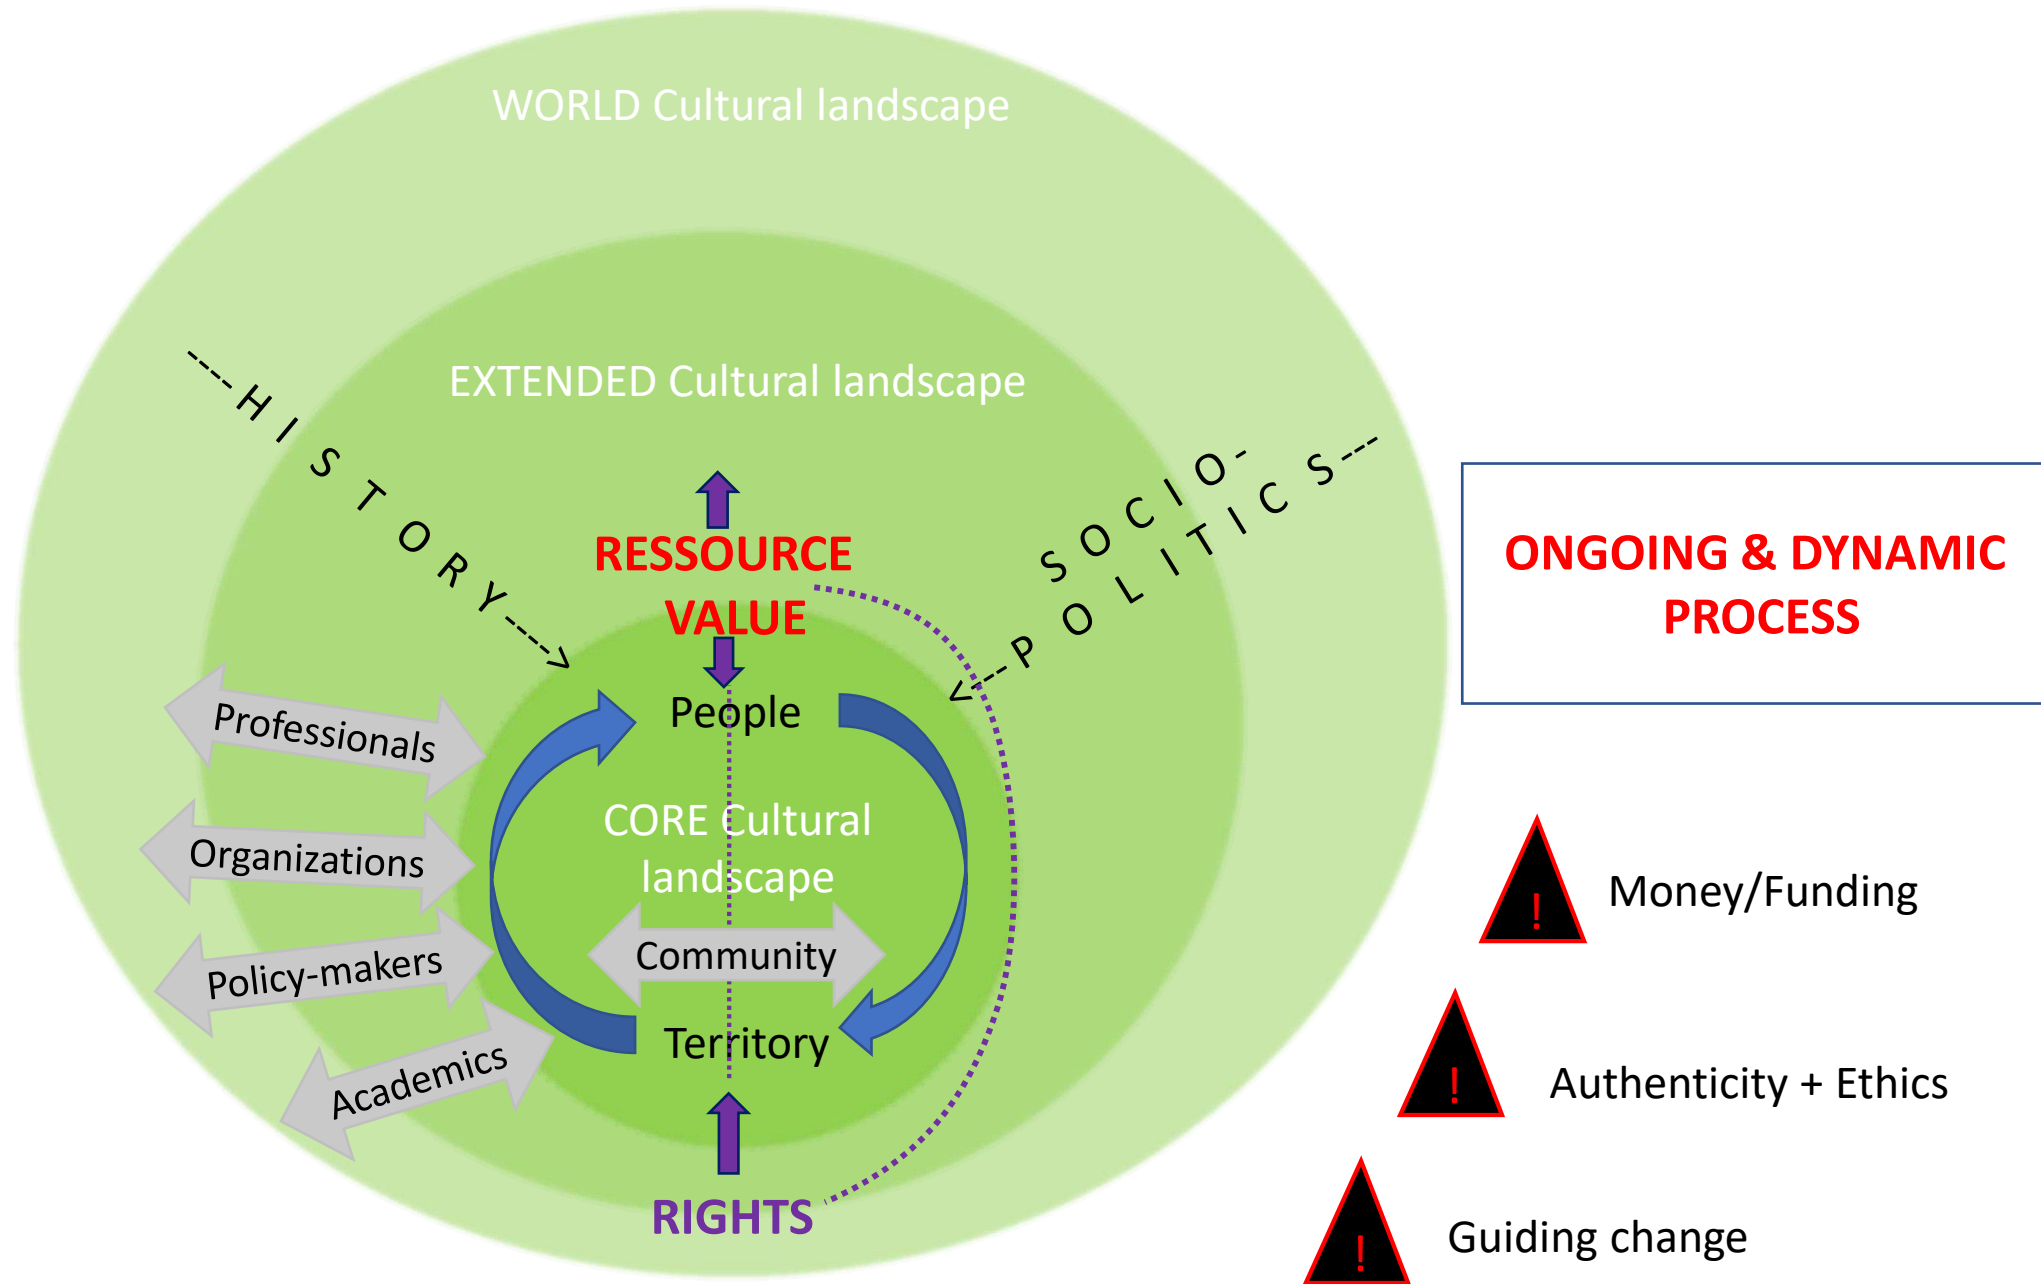 WORLD Cultural landscape
EXTENDED Cultural landscape
----HISTORY---->
SOCIO-
<---POLITICS---
RESSOURCE
VALUE
People
CORE Cultural
landscape
Community
Territory
RIGHTS
Professionals
Organizations
Policy-makers
Academics
ONGOING & DYNAMIC
PROCESS
! Money/Funding
! Authenticity + Ethics
! Guiding change